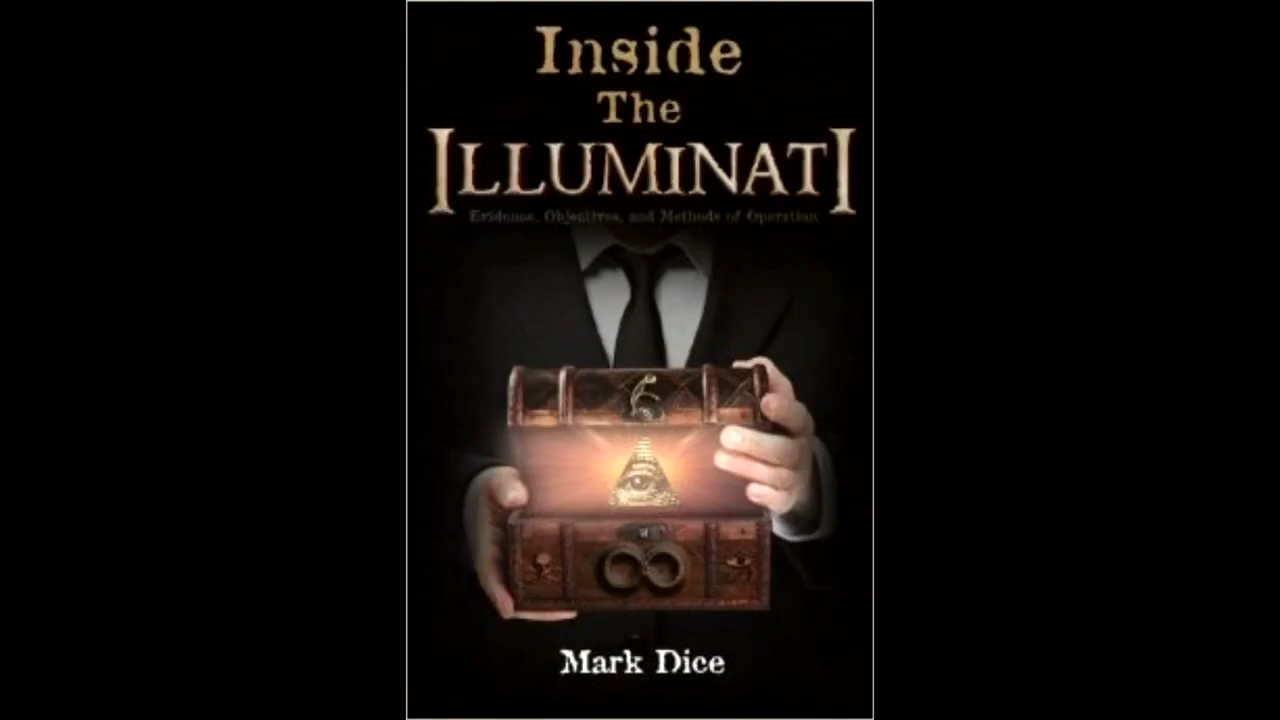 Inside
The
ILLUMINATI
Evidence, Objectives, and Methods of Operation
Mark Dice